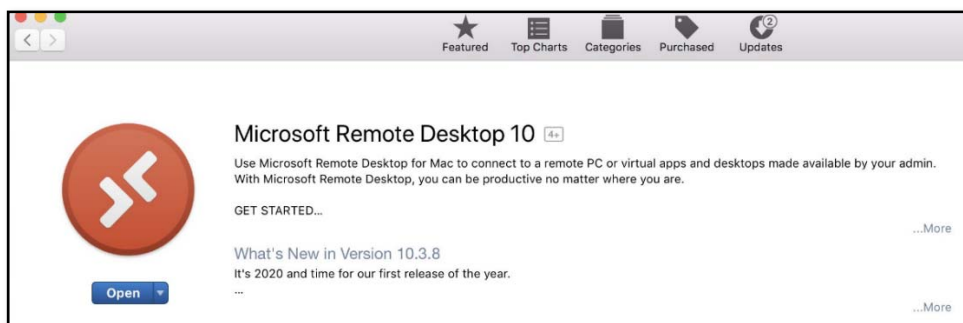 Featured Top Charts Categories Purchased Updates 2
Microsoft Remote Desktop 10 4+
Use Microsoft Remote Desktop for Mac to connect to a remote PC or virtual apps and desktops made available by your admin.
With Microsoft Remote Desktop, you can be productive no matter where you are.
GET STARTED...
...More
What's New in Version 10.3.8
It's 2020 and time for our first release of the year.
...
Open
...More